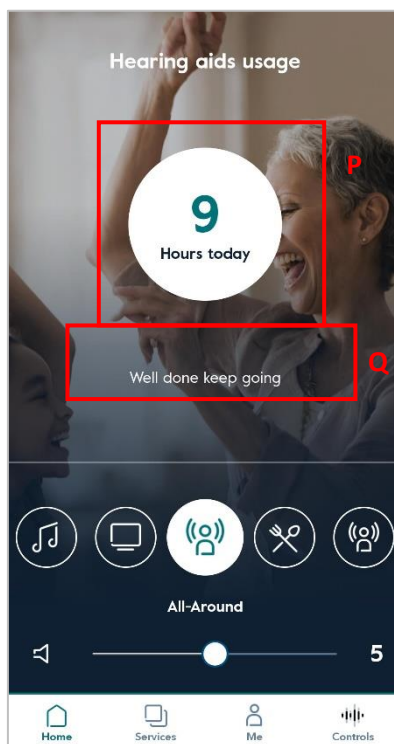 Hearing aids usage
P
9
Hours today
Q
Well done keep going
All-Around
5
Home Services Me Controls